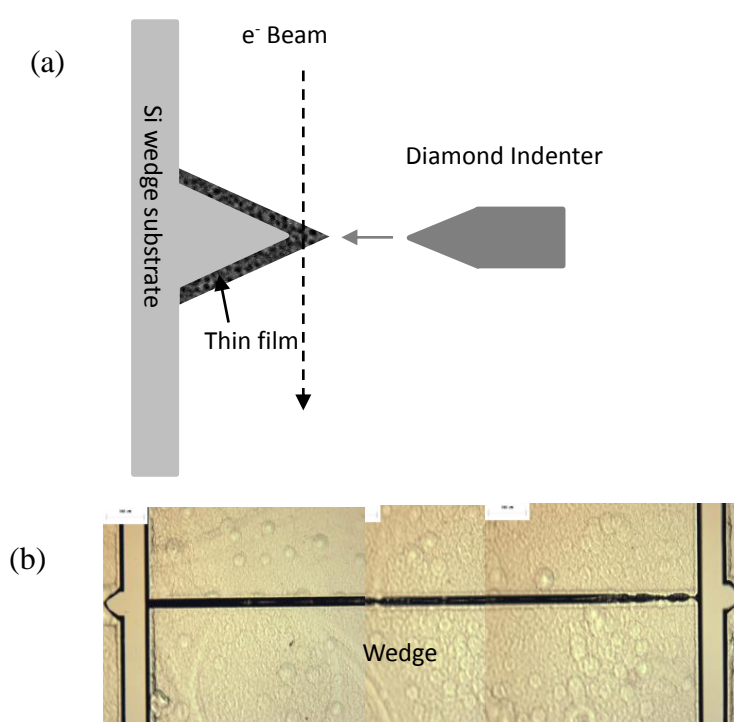 (a)
e⁻ Beam
Si wedge substrate
Diamond Indenter
Thin film
(b)
Wedge